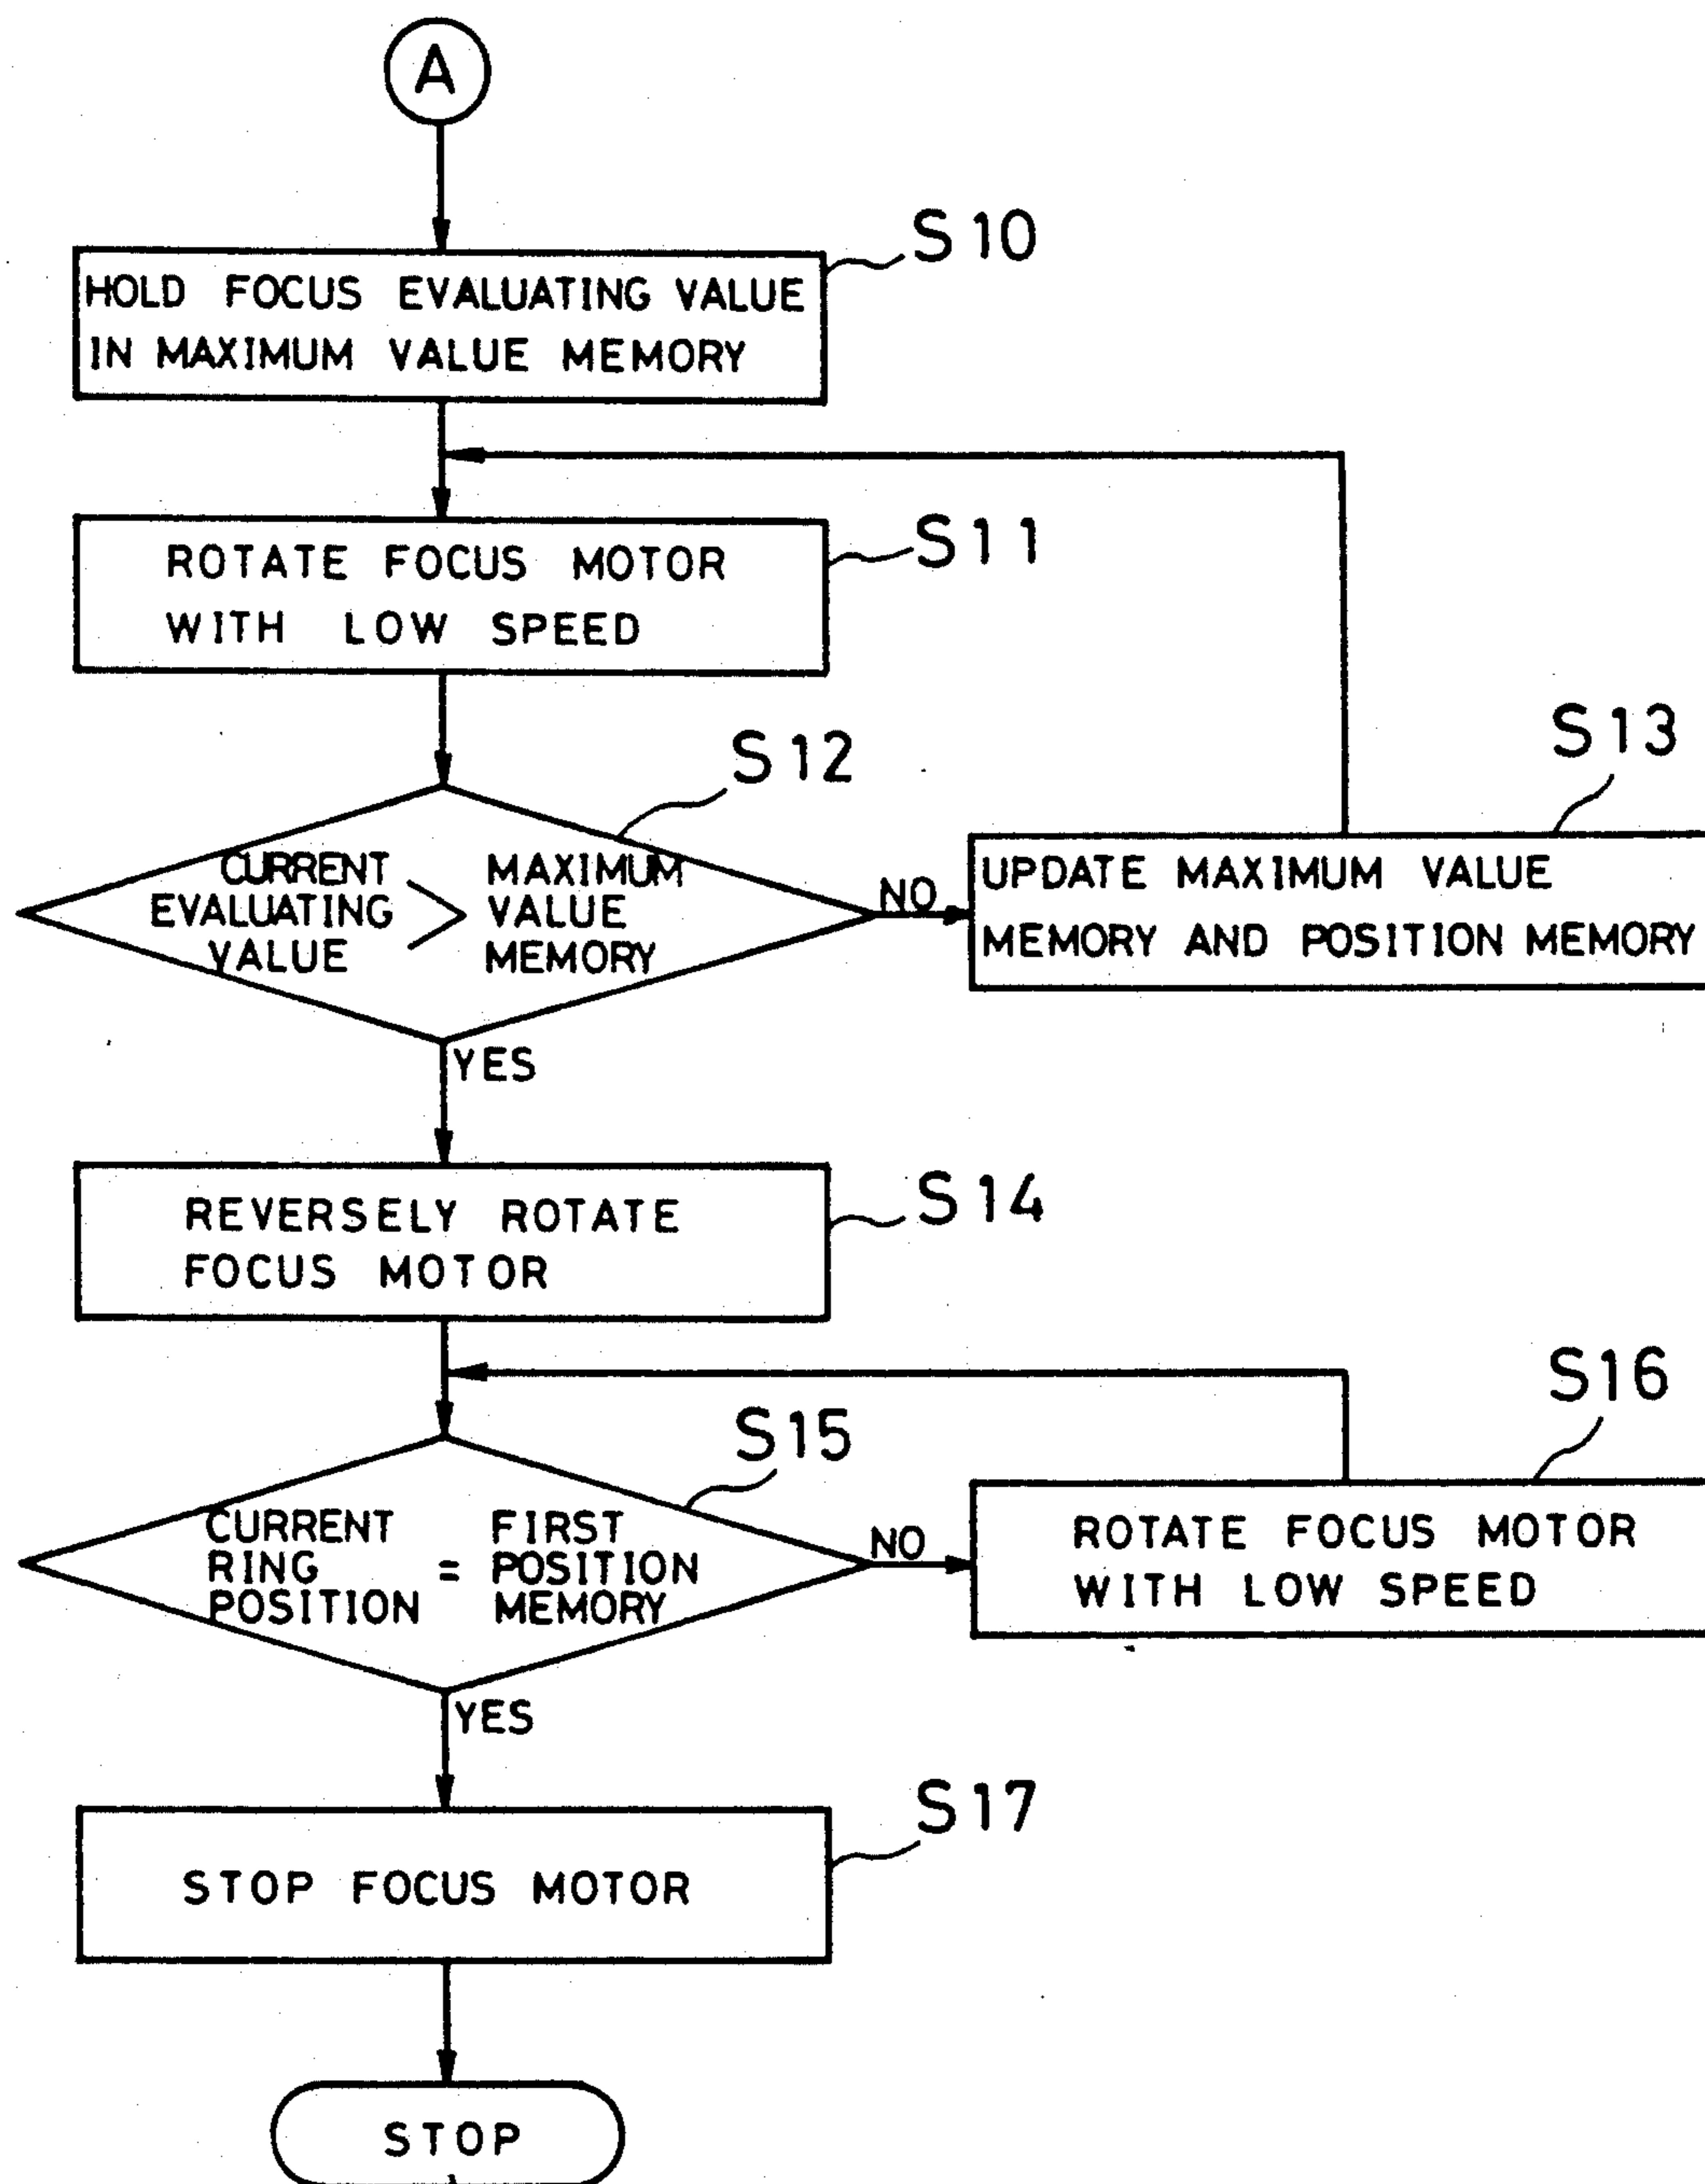 A
S10
HOLD FOCUS EVALUATING VALUE
IN MAXIMUM VALUE MEMORY
S11
ROTATE FOCUS MOTOR
WITH LOW SPEED
S12
CURRENT
EVALUATING
VALUE
>
MAXIMUM
VALUE
MEMORY
NO
S13
UPDATE MAXIMUM VALUE
MEMORY AND POSITION MEMORY
YES
S14
REVERSELY ROTATE
FOCUS MOTOR
S15
CURRENT
RING
POSITION
=
FIRST
POSITION
MEMORY
NO
S16
ROTATE FOCUS MOTOR
WITH LOW SPEED
YES
S17
STOP FOCUS MOTOR
STOP